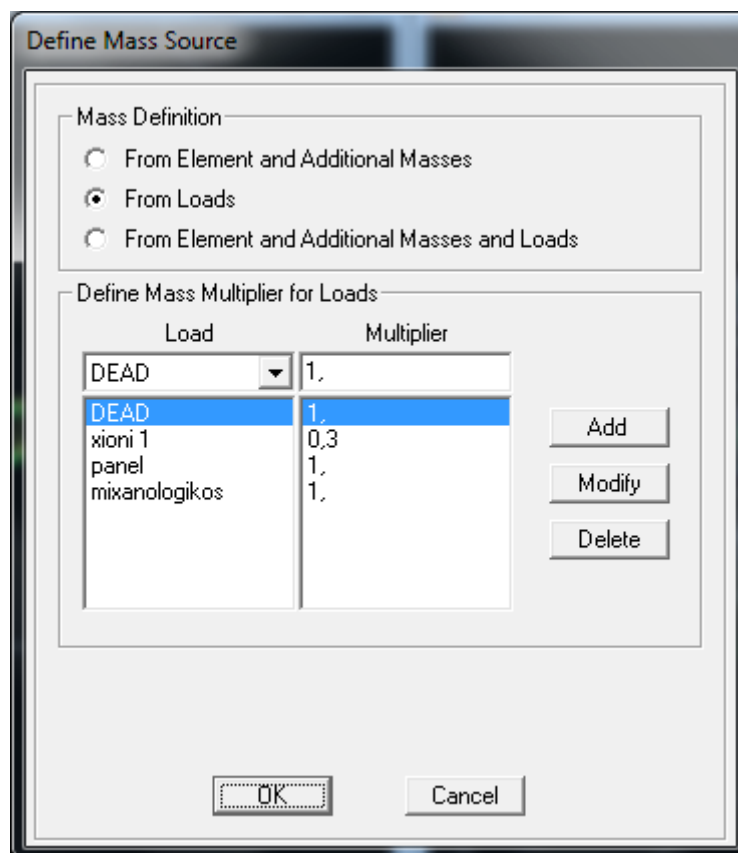 Define Mass Source
Mass Definition
From Element and Additional Masses
From Loads
From Element and Additional Masses and Loads
Define Mass Multiplier for Loads
Load Multiplier
DEAD 1,
DEAD 1,
xioni 1 0,3
panel 1,
mixanologikos 1,
Add
Modify
Delete
OK Cancel